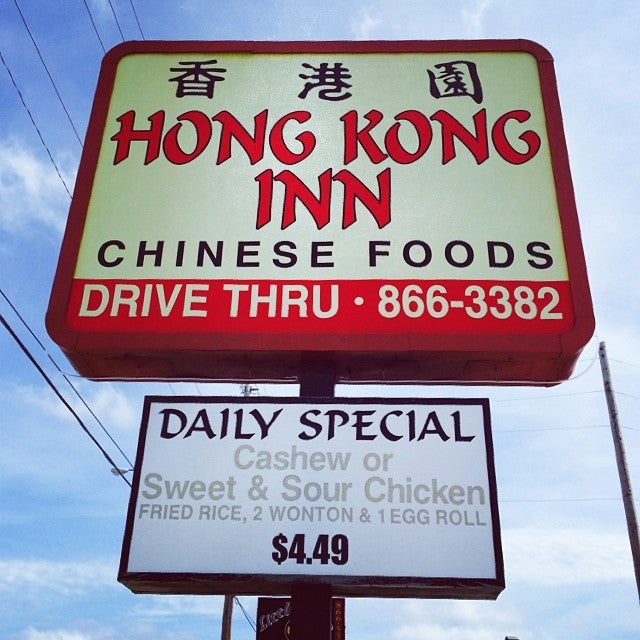 香港園
HONG KONG
INN
CHINESE FOODS
DRIVE THRU · 866-3382
DAILY SPECIAL
Cashew or
Sweet & Sour Chicken
FRIED RICE, 2 WONTON & 1 EGG ROLL
$4.49